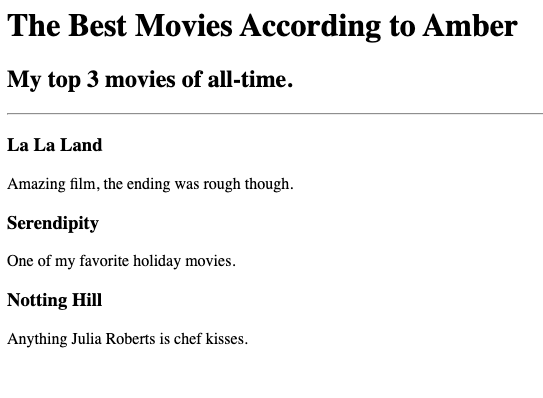 The Best Movies According to Amber
My top 3 movies of all-time.
La La Land
Amazing film, the ending was rough though.
Serendipity
One of my favorite holiday movies.
Notting Hill
Anything Julia Roberts is chef kisses.